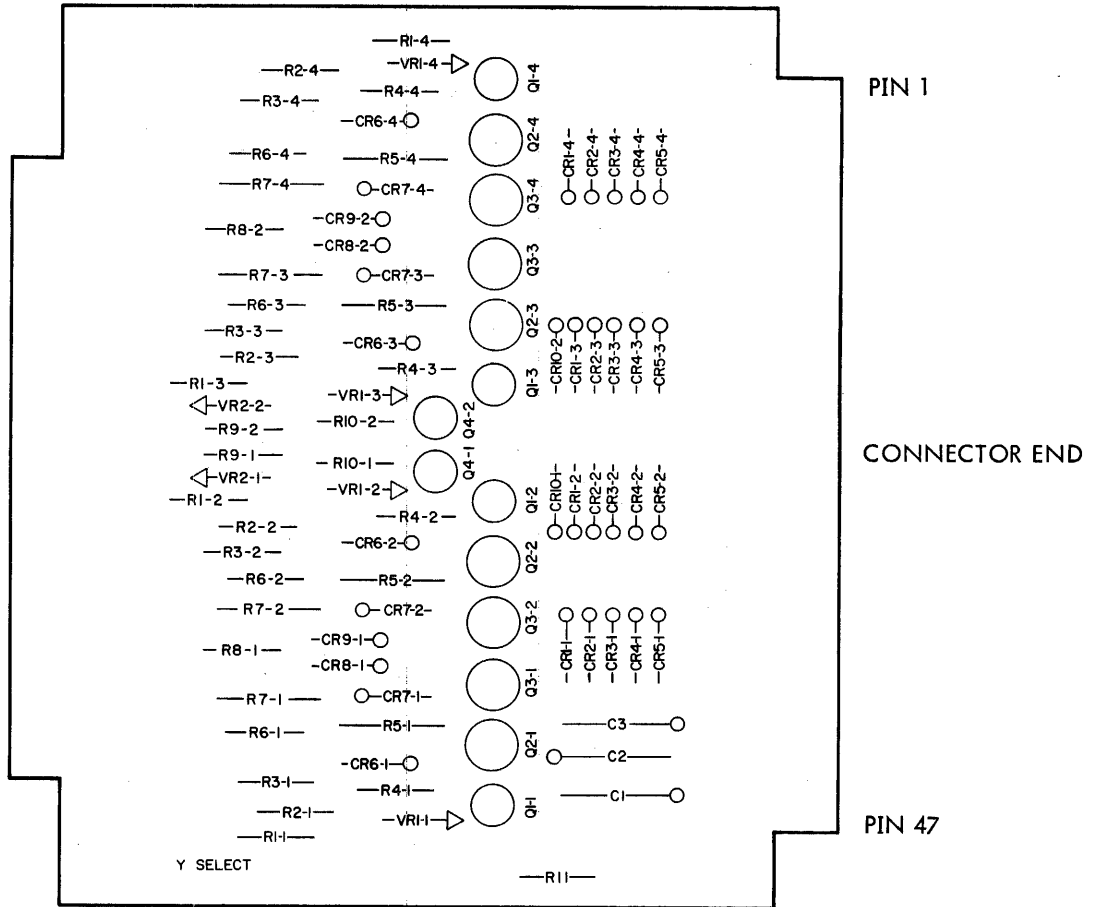 R1-4
VR1-4
R2-4
Q1-4
R4-4
R3-4
PIN 1
CR6-4
Q2-4
CR1-4
CR2-4
CR3-4
CR4-4
CR5-4
R6-4
R5-4
R7-4
CR7-4
Q3-4
CR9-2
R8-2
CR8-2
Q3-3
R7-3
CR7-3
R6-3
R5-3
Q2-3
R3-3
CR6-3
CR10-2
CR1-3
CR2-3
CR3-3
CR4-3
CR5-3
R2-3
R4-3
Q1-3
R1-3
VR1-3
VR2-2
R10-2
Q4-2
R9-2
R9-1
R10-1
Q4-1
CONNECTOR END
VR2-1
VR1-2
R1-2
Q1-2
CR10-1
CR1-2
CR2-2
CR3-2
CR4-2
CR5-2
R4-2
R2-2
CR6-2
R3-2
Q2-2
R6-2
R5-2
R7-2
CR7-2
Q3-2
CR9-1
R8-1
CR8-1
CR1-1
CR2-1
CR3-1
CR4-1
CR5-1
Q3-1
R7-1
CR7-1
R6-1
R5-1
C3
Q2-1
C2
CR6-1
R3-1
R4-1
C1
Q1-1
R2-1
VR1-1
PIN 47
R1-1
Y SELECT
R11